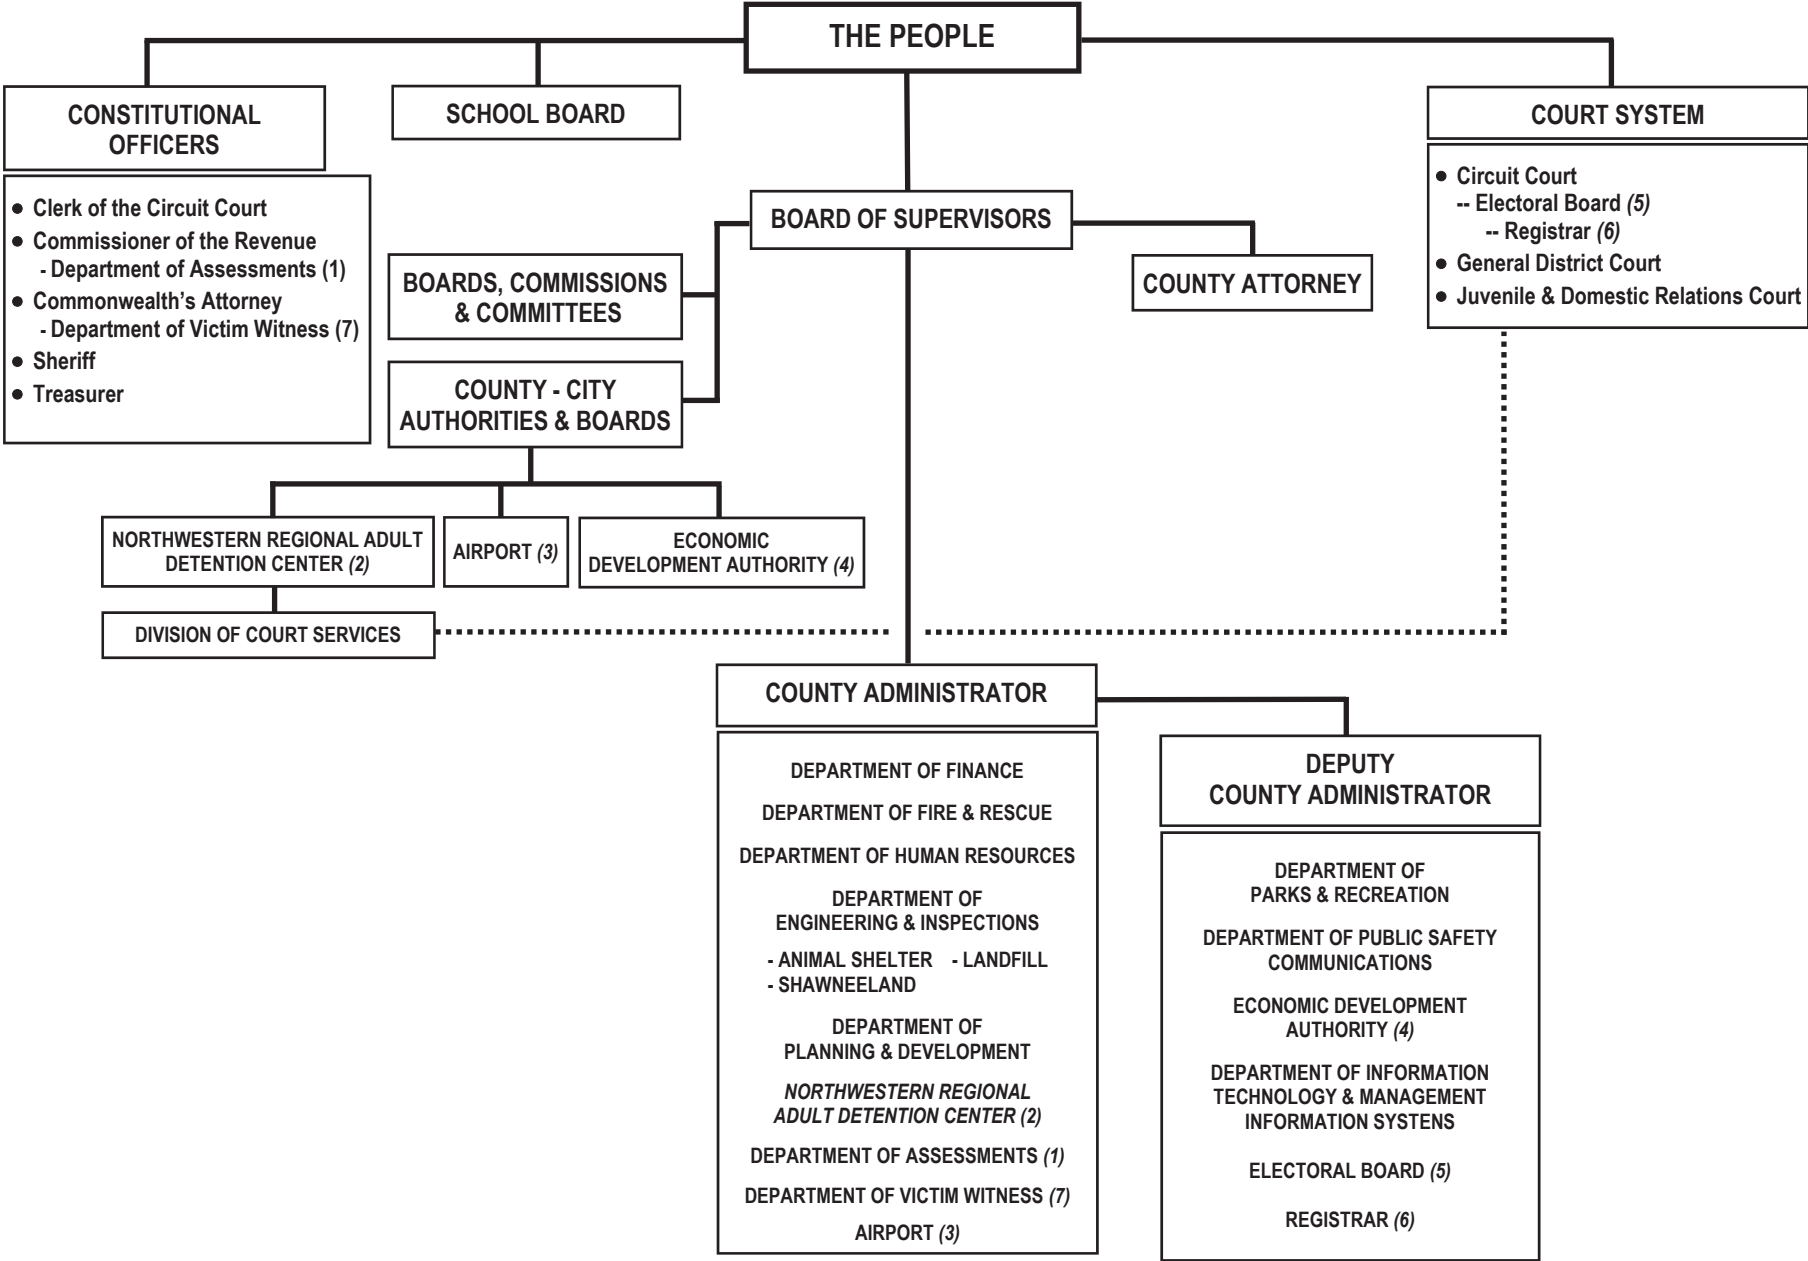 THE PEOPLE
CONSTITUTIONAL
OFFICERS
SCHOOL BOARD
COURT SYSTEM
● Clerk of the Circuit Court
● Commissioner of the Revenue
- Department of Assessments (1)
● Commonwealth's Attorney
- Department of Victim Witness (7)
● Sheriff
● Treasurer
● Circuit Court
-- Electoral Board (5)
-- Registrar (6)
● General District Court
● Juvenile & Domestic Relations Court
BOARD OF SUPERVISORS
BOARDS, COMMISSIONS
& COMMITTEES
COUNTY ATTORNEY
COUNTY - CITY
AUTHORITIES & BOARDS
NORTHWESTERN REGIONAL ADULT
DETENTION CENTER (2)
AIRPORT (3)
ECONOMIC
DEVELOPMENT AUTHORITY (4)
DIVISION OF COURT SERVICES
COUNTY ADMINISTRATOR
DEPARTMENT OF FINANCE
DEPARTMENT OF FIRE & RESCUE
DEPARTMENT OF HUMAN RESOURCES
DEPARTMENT OF
ENGINEERING & INSPECTIONS
- ANIMAL SHELTER - LANDFILL
- SHAWNEELAND
DEPARTMENT OF
PLANNING & DEVELOPMENT
NORTHWESTERN REGIONAL
ADULT DETENTION CENTER (2)
DEPARTMENT OF ASSESSMENTS (1)
DEPARTMENT OF VICTIM WITNESS (7)
AIRPORT (3)
DEPUTY
COUNTY ADMINISTRATOR
DEPARTMENT OF
PARKS & RECREATION
DEPARTMENT OF PUBLIC SAFETY
COMMUNICATIONS
ECONOMIC DEVELOPMENT
AUTHORITY (4)
DEPARTMENT OF INFORMATION
TECHNOLOGY & MANAGEMENT
INFORMATION SYSTENS
ELECTORAL BOARD (5)
REGISTRAR (6)